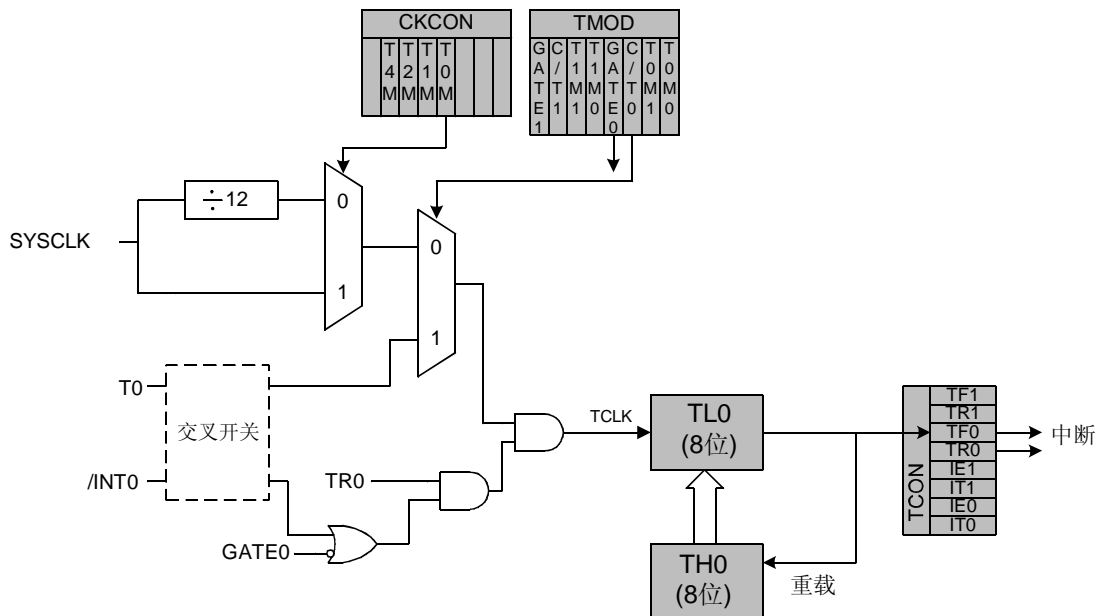 CKCON
T4M
T2M
T1M
T0M
TMOD
GATE1
C/T1
T1M1
T1M0
GATE0
C/T0
T0M1
T0M0
÷12
0
1
SYSCLK
0
1
T0
交叉开关
/INT0
TR0
GATE0
TCLK
TL0
(8位)
TH0
(8位)
重载
TCON
TF1
TR1
TF0
TR0
IE1
IT1
IE0
IT0
中断